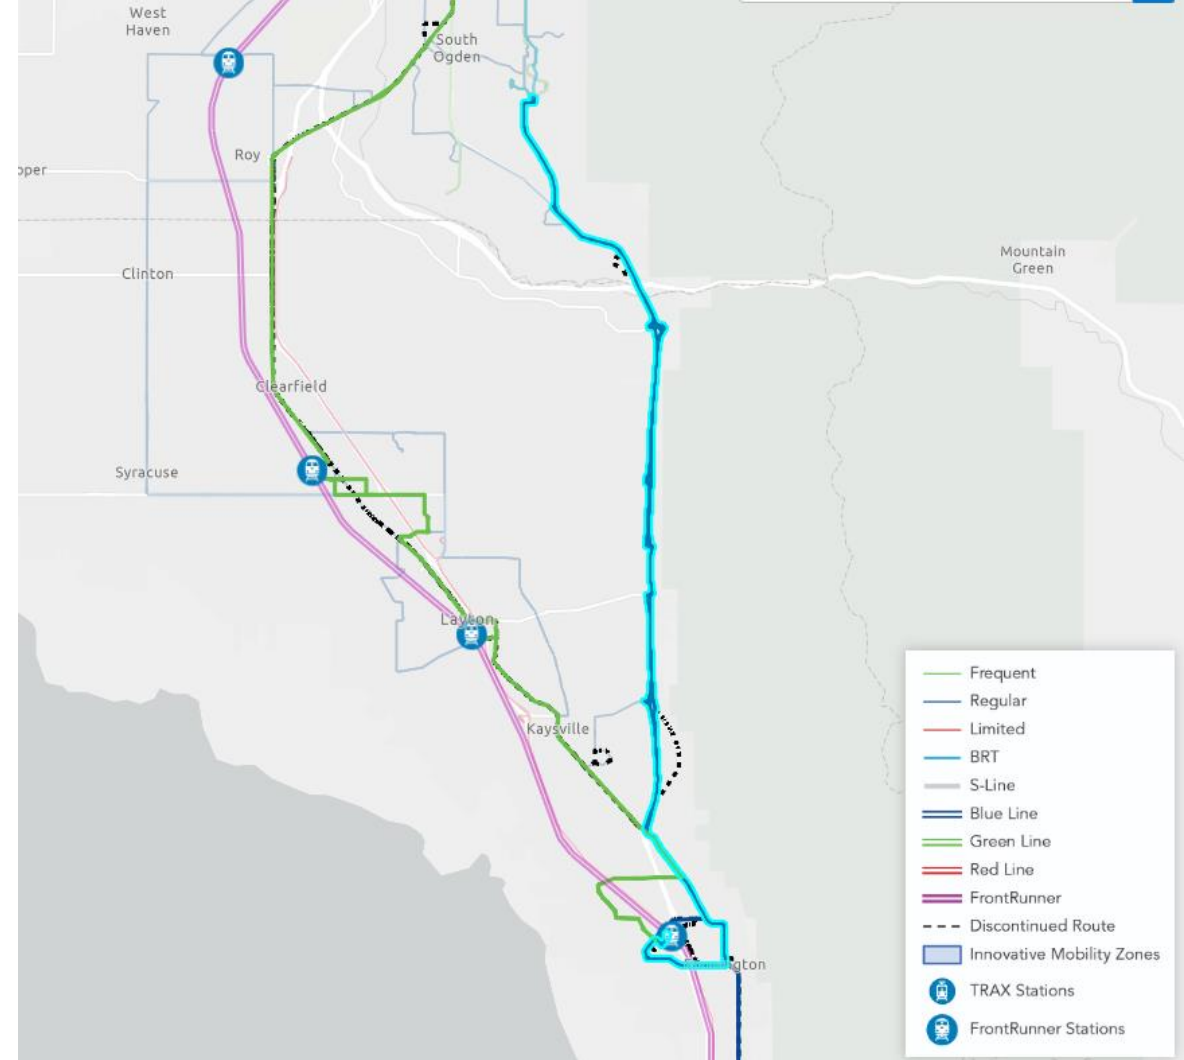 West
Haven
South
Ogden
Roy
oper
Mountain
Green
Clinton
Clearfield
Syracuse
Layton
Kaysville
Frequent
Regular
Limited
BRT
S-Line
Blue Line
Green Line
Red Line
FrontRunner
Discontinued Route
Innovative Mobility Zones
TRAX Stations
FrontRunner Stations